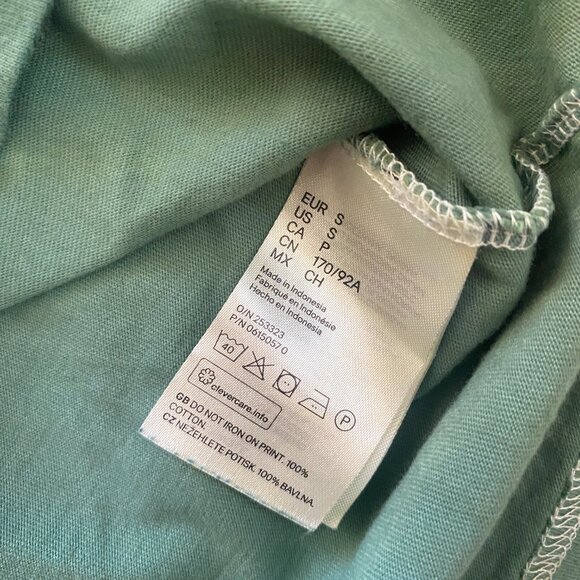 EUR S
US S
CA P
CN 170/92A
MX CH
Made in Indonesia
Fabriqué en Indonésie
Hecho en Indonesia
O/N 253323
P/N 0615057 0
40
P
clevercare.info
GB DO NOT IRON ON PRINT. 100%
COTTON.
CZ NEŽEHLETE POTISK. 100% BAVLNA.